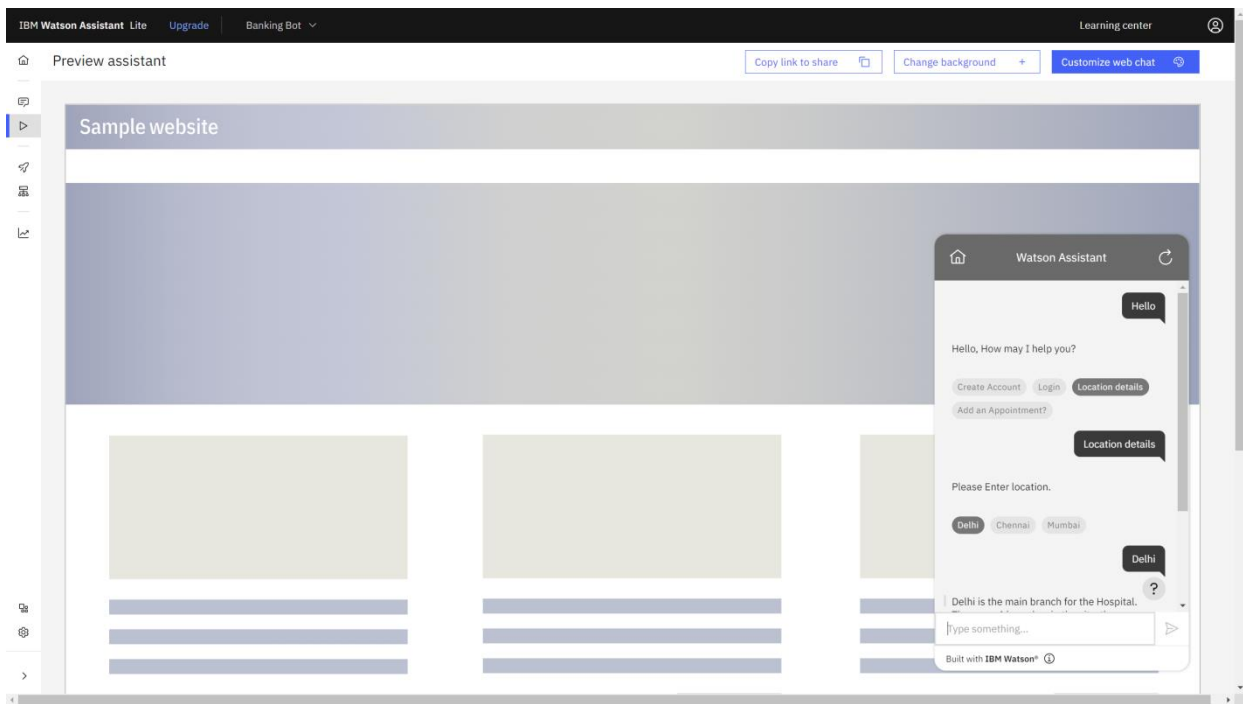 IBM Watson Assistant Lite Upgrade Banking Bot Learning center
Preview assistant Copy link to share Change background + Customize web chat
Sample website
Watson Assistant
Hello
Hello, How may I help you?
Create Account Login Location details
Add an Appointment?
Location details
Please Enter location.
Delhi Chennai Mumbai
Delhi
?
Delhi is the main branch for the Hospital.
Type something...
Built with IBM Watson®